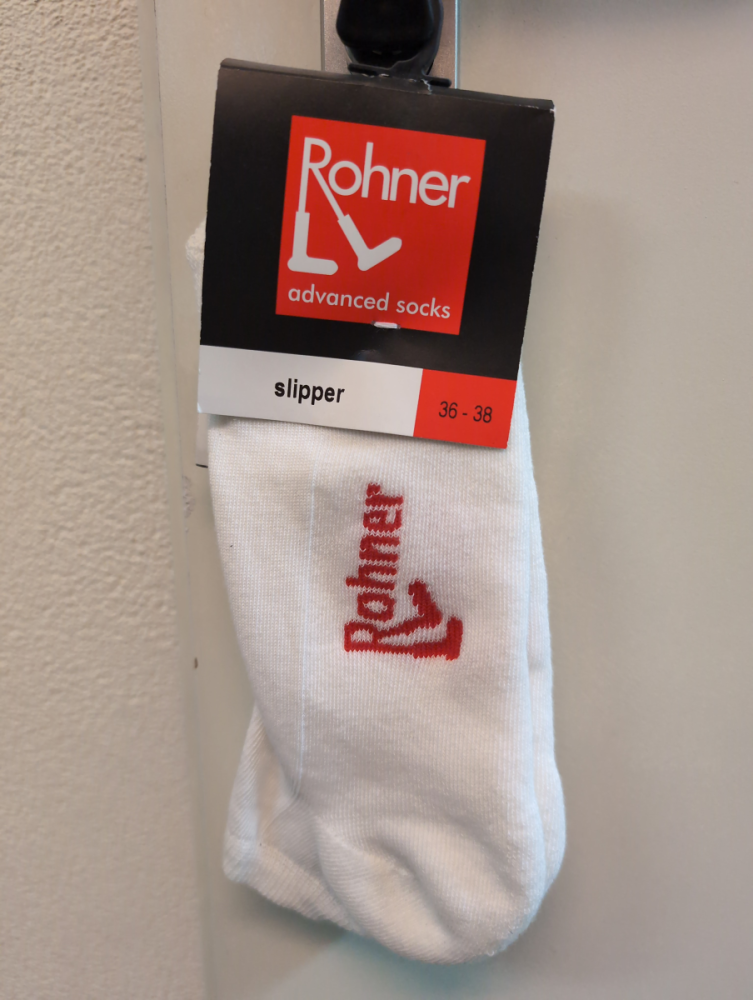 Rohner
advanced socks
slipper
36 - 38
Rohner